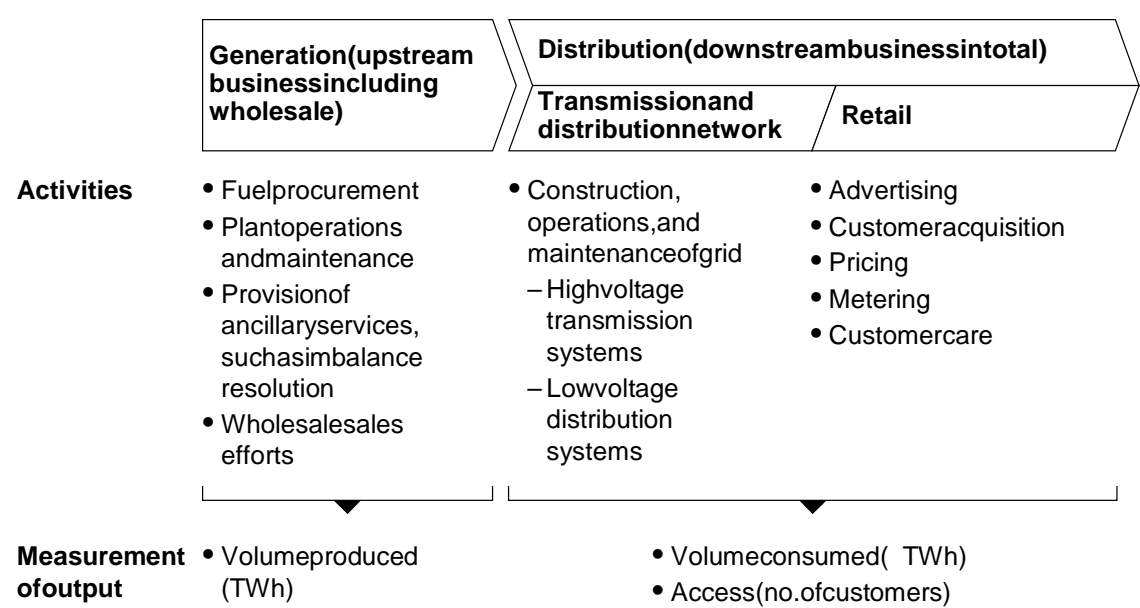 Generation(upstream
businessincluding
wholesale)
Distribution(downstreambusinessintotal)
Transmissionand
distributionnetwork
Retail
Activities
• Fuelprocurement
• Plantoperations
andmaintenance
• Provisionof
ancillaryservices,
suchasimbalance
resolution
• Wholesalesales
efforts
• Construction,
operations,and
maintenanceofgrid
– Highvoltage
transmission
systems
– Lowvoltage
distribution
systems
• Advertising
• Customeracquisition
• Pricing
• Metering
• Customercare
Measurement
ofoutput
• Volumeproduced
(TWh)
• Volumeconsumed( TWh)
• Access(no.ofcustomers)